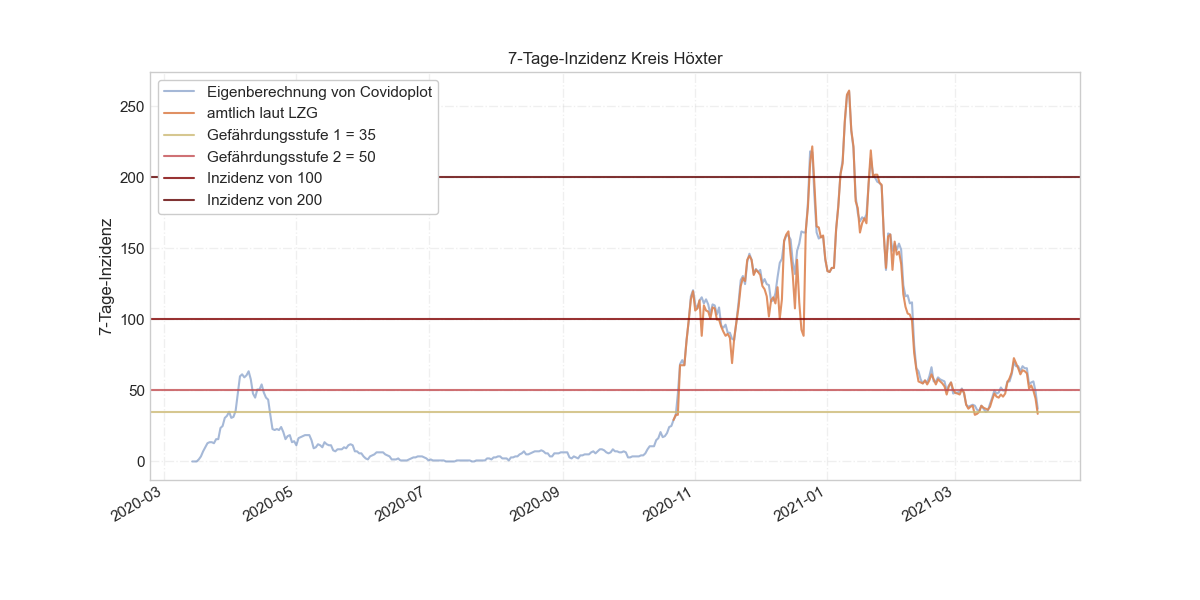 7-Tage-Inzidenz Kreis Höxter
Eigenberechnung von Covidoplot
amtlich laut LZG
Gefährdungsstufe 1 = 35
Gefährdungsstufe 2 = 50
Inzidenz von 100
Inzidenz von 200
7-Tage-Inzidenz
250
200
150
100
50
0
2020-03
2020-05
2020-07
2020-09
2020-11
2021-01
2021-03